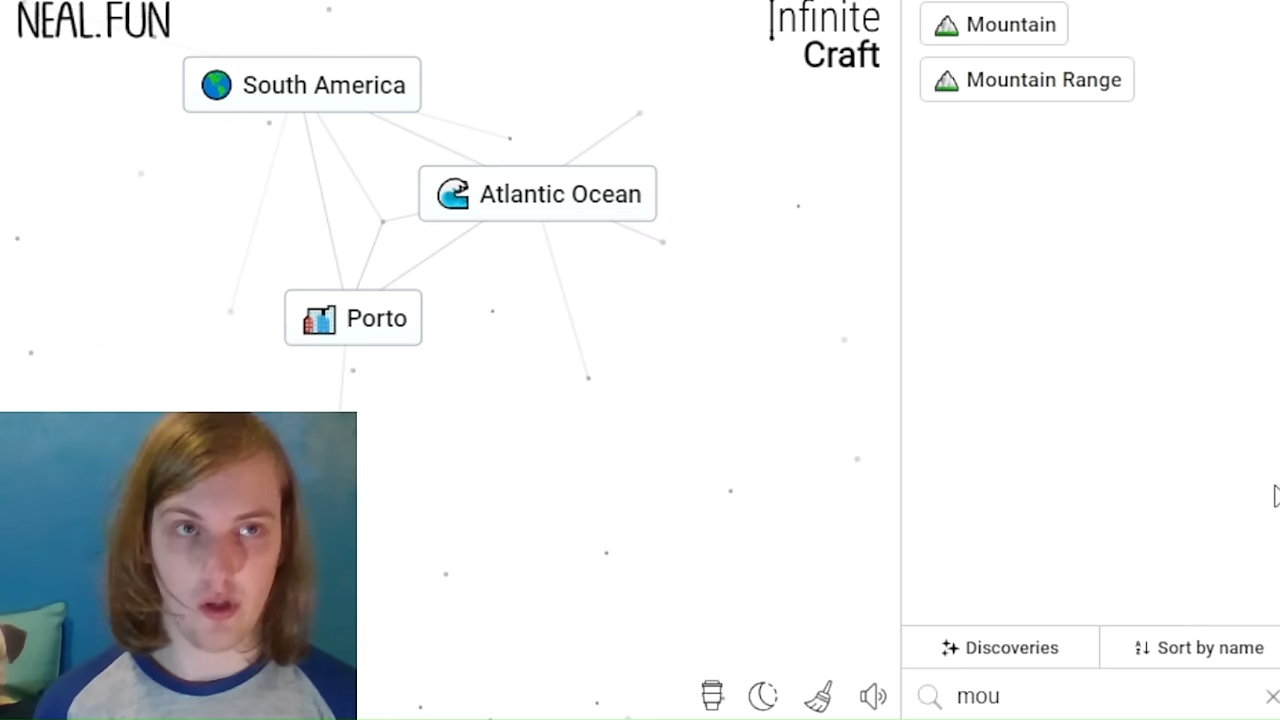 NEAL.FUN
Infinite
Craft
South America
Atlantic Ocean
Porto
Mountain
Mountain Range
Discoveries
Sort by name
mou